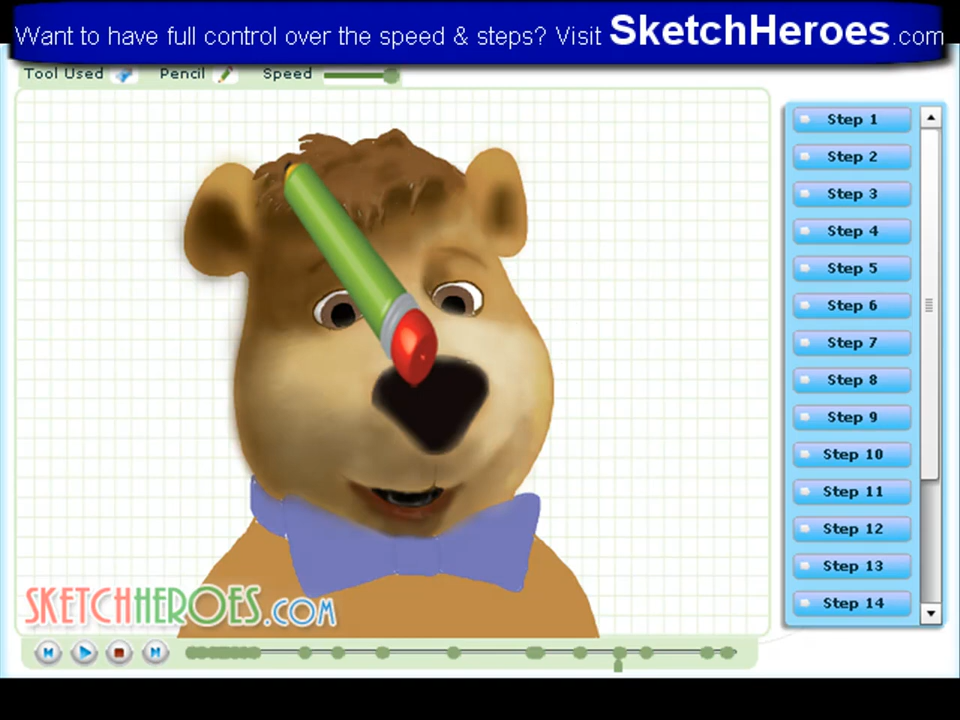 Want to have full control over the speed & steps? Visit SketchHeroes.com
Tool Used Pencil Speed
Step 1
Step 2
Step 3
Step 4
Step 5
Step 6
Step 7
Step 8
Step 9
Step 10
Step 11
Step 12
Step 13
Step 14
SKETCHHEROES.COM